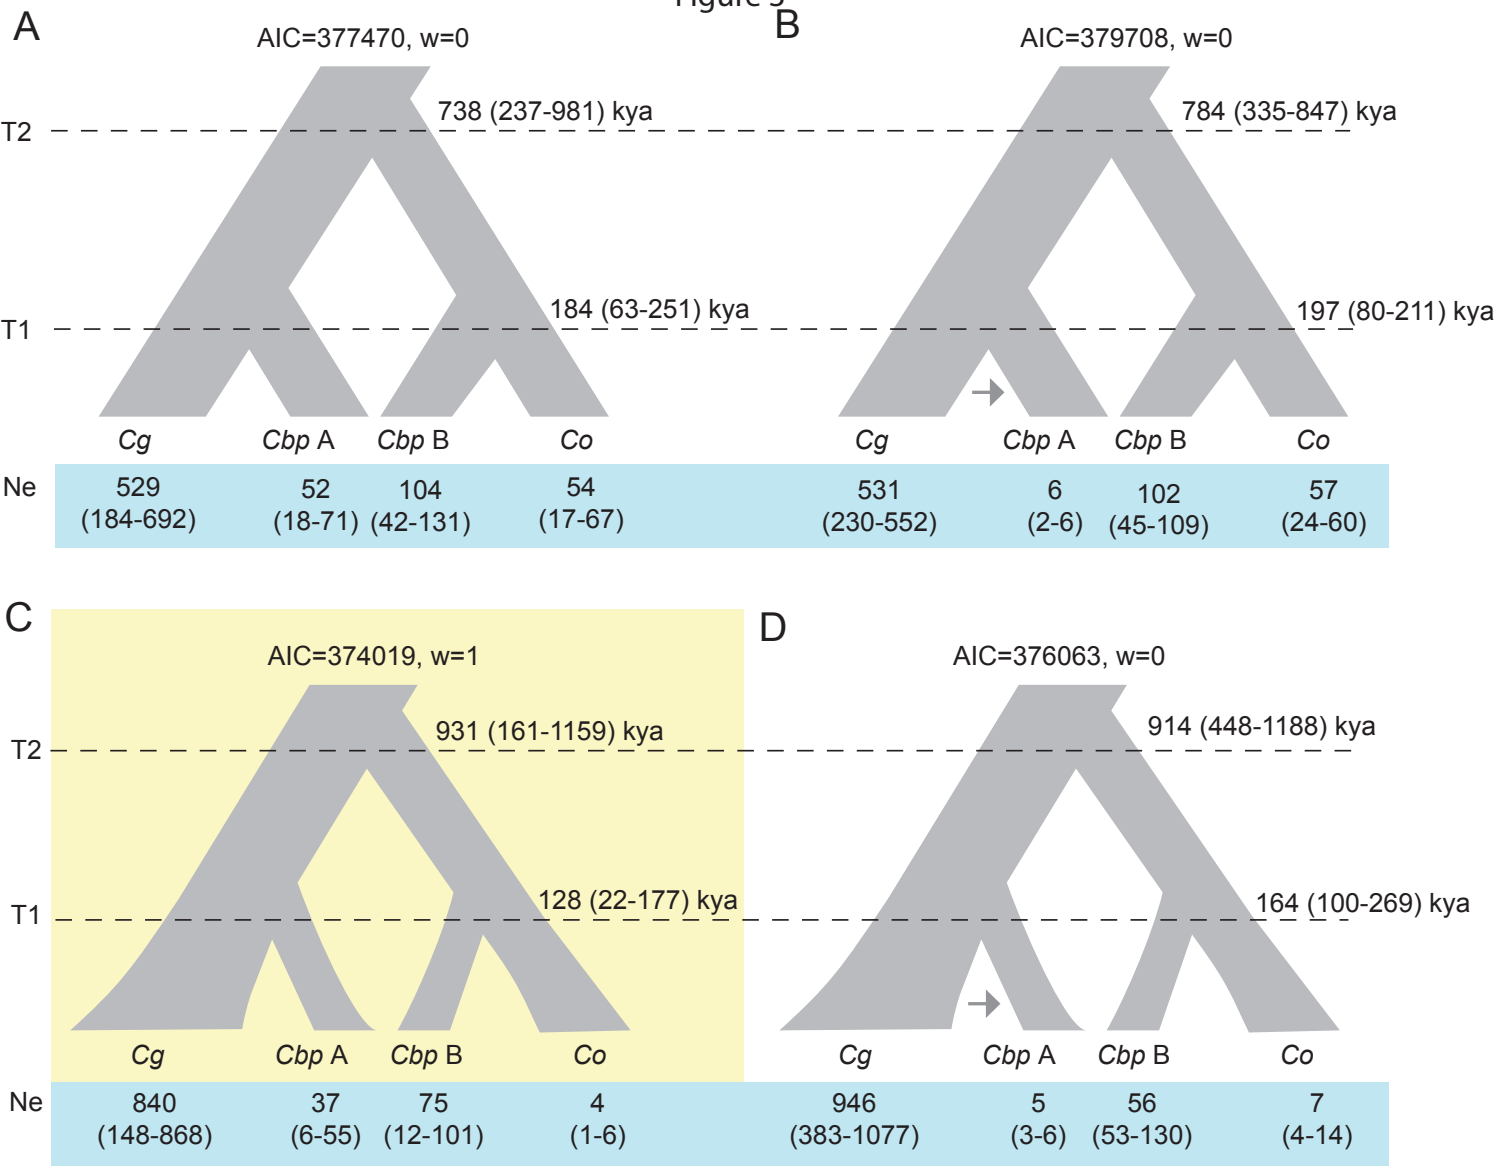 Figure 3
A
AIC=377470, w=0
T2
738 (237-981) kya
T1
184 (63-251) kya
Cg Cbp A Cbp B Co
Ne
529 52 104 54
(184-692) (18-71) (42-131) (17-67)
B
AIC=379708, w=0
784 (335-847) kya
197 (80-211) kya
Cg Cbp A Cbp B Co
531 6 102 57
(230-552) (2-6) (45-109) (24-60)
C
AIC=374019, w=1
T2
931 (161-1159) kya
T1
128 (22-177) kya
Cg Cbp A Cbp B Co
Ne
840 37 75 4
(148-868) (6-55) (12-101) (1-6)
D
AIC=376063, w=0
914 (448-1188) kya
164 (100-269) kya
Cg Cbp A Cbp B Co
946 5 56 7
(383-1077) (3-6) (53-130) (4-14)